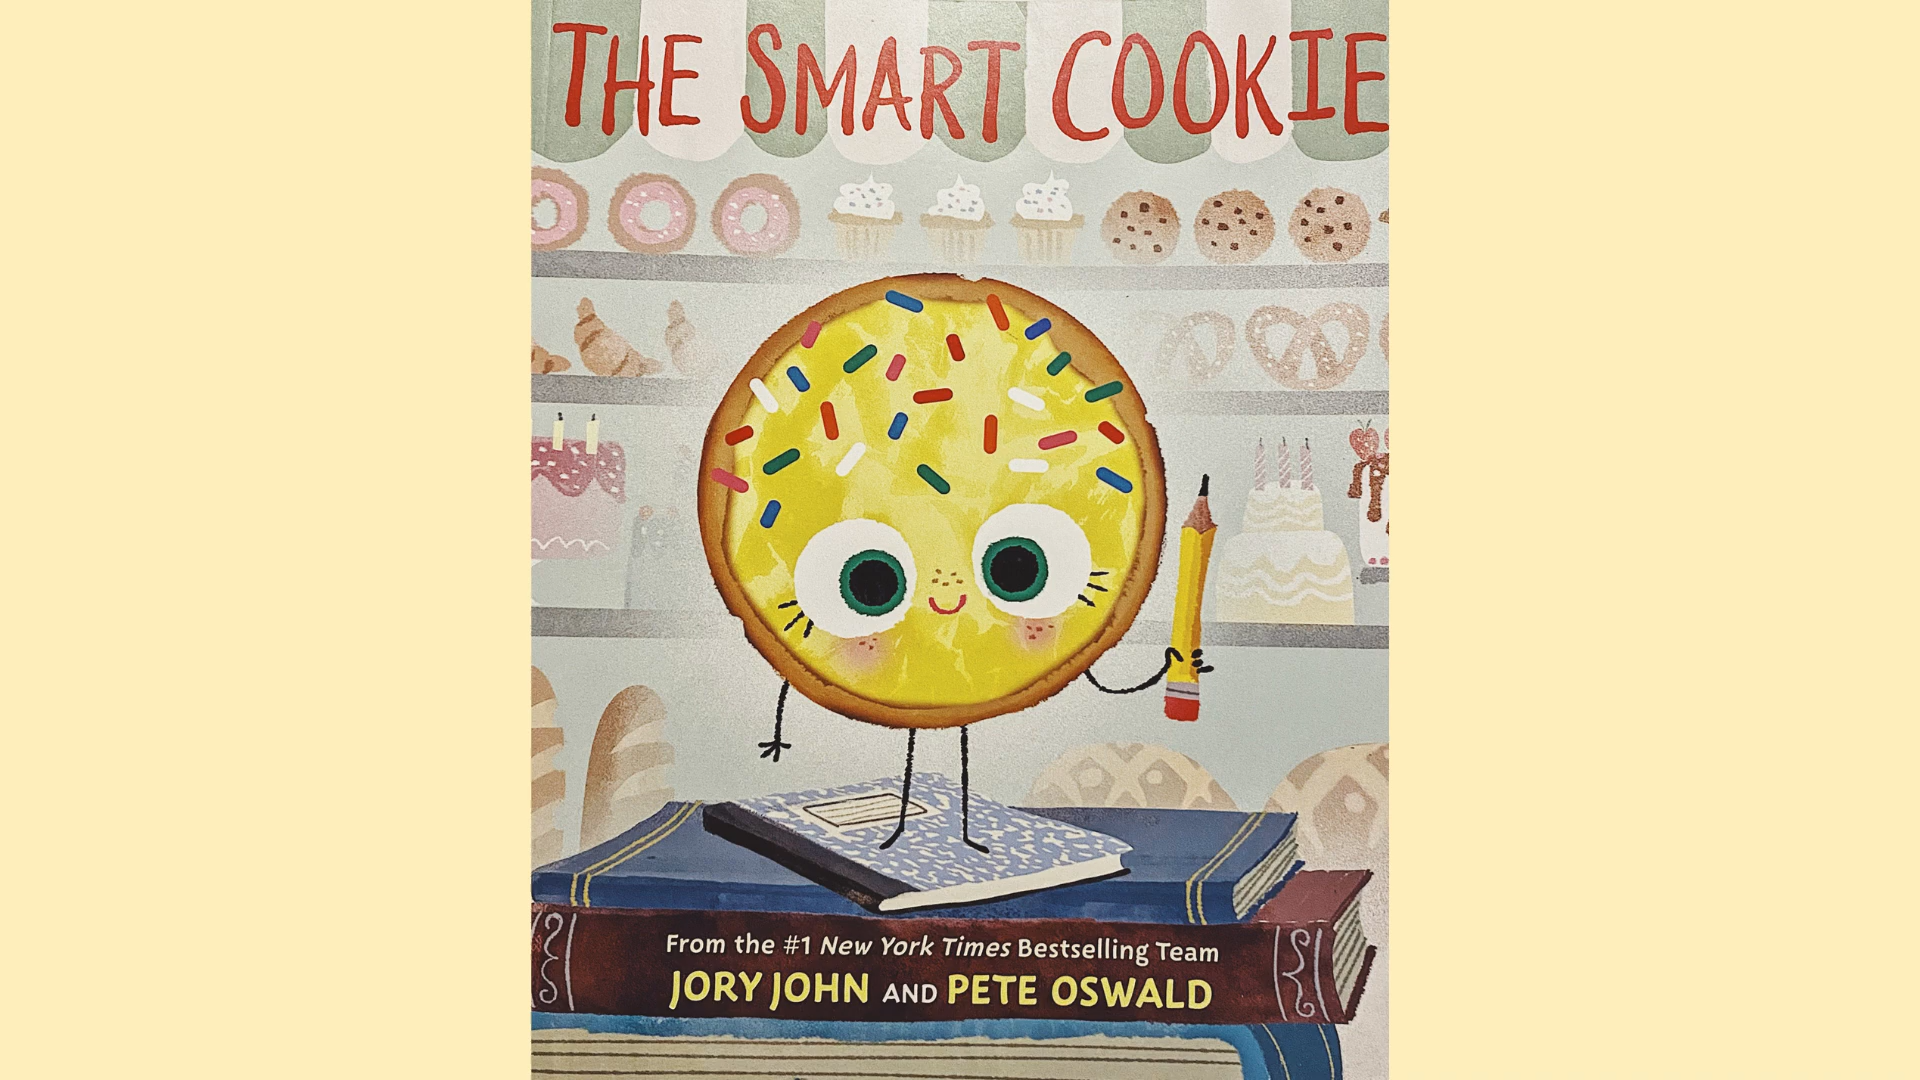 THE SMART COOKIE
From the #1 New York Times Bestselling Team
JORY JOHN AND PETE OSWALD